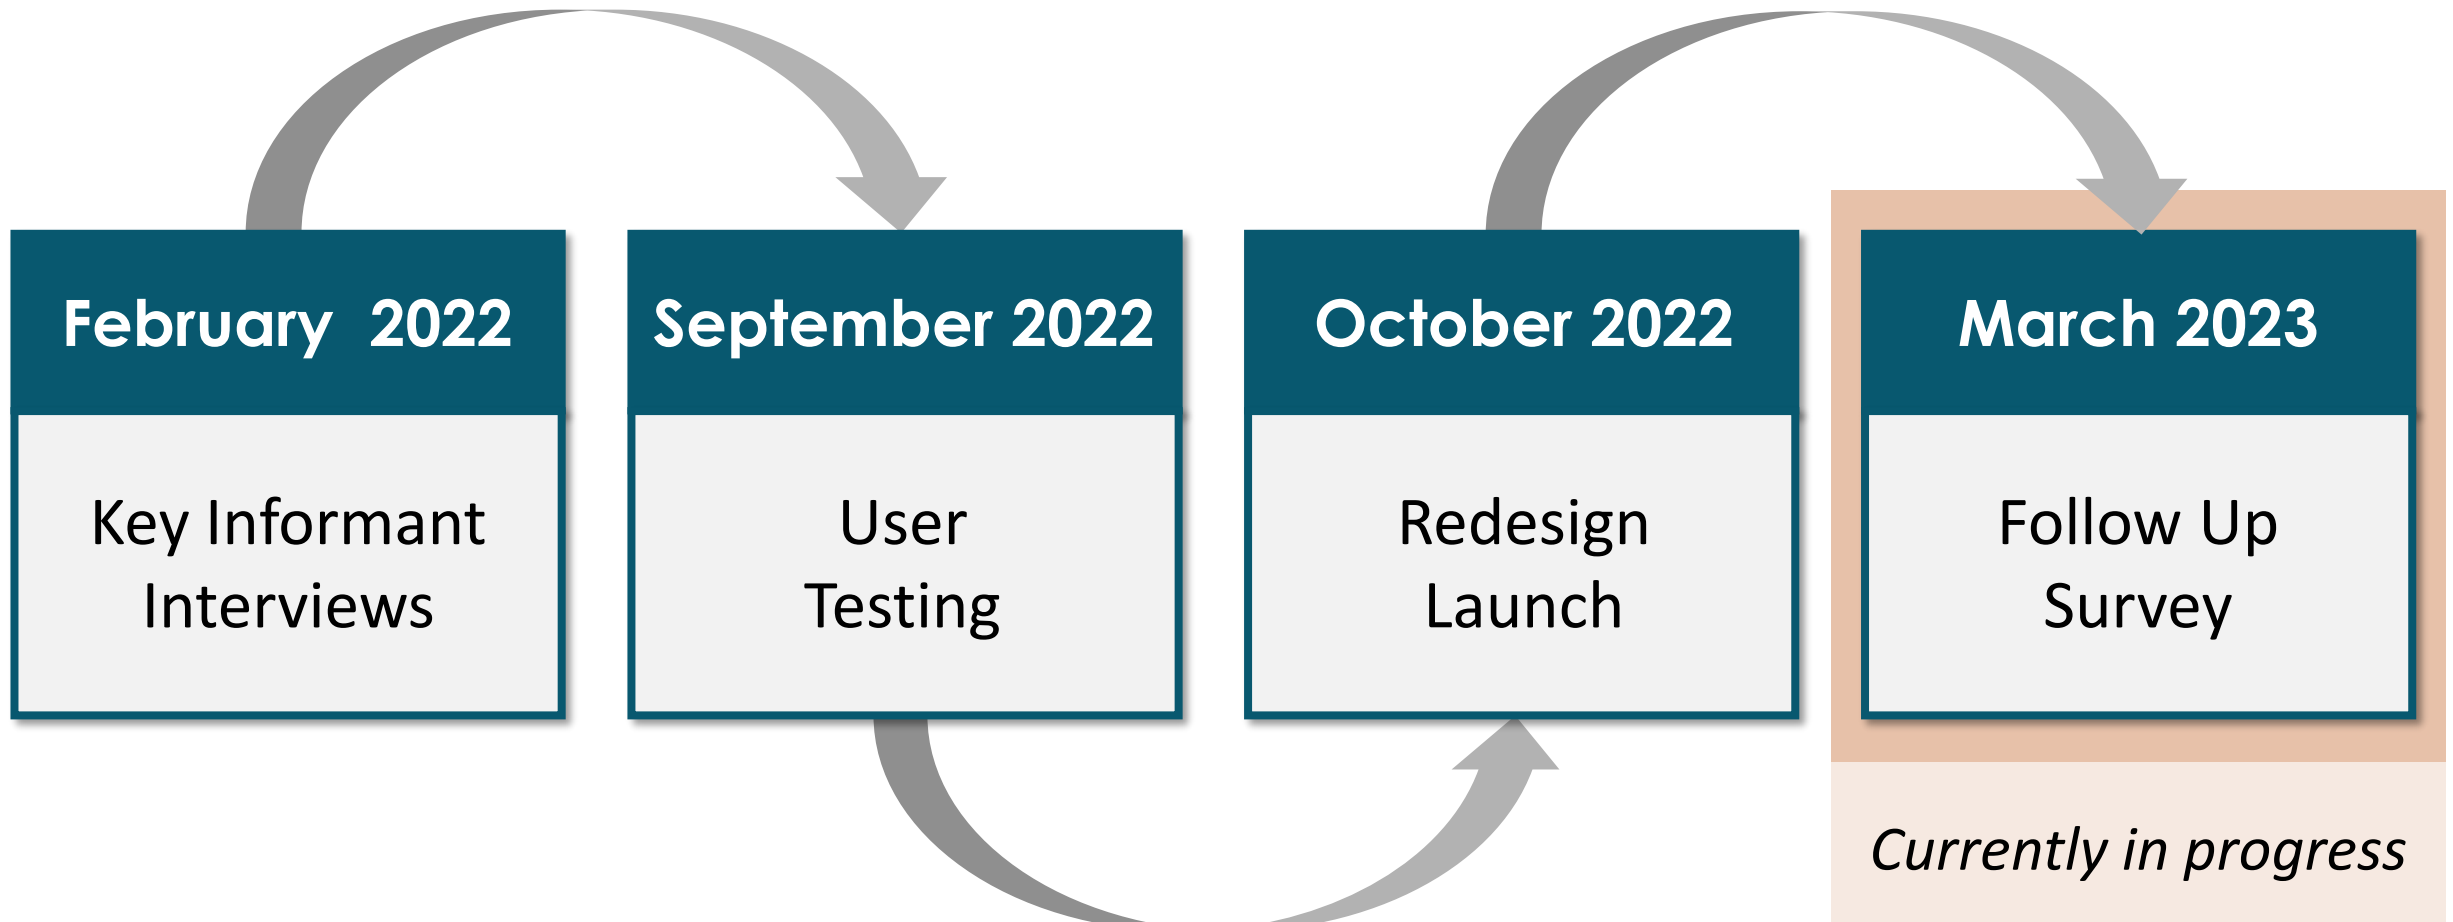 February 2022
Key Informant
Interviews
September 2022
User
Testing
October 2022
Redesign
Launch
March 2023
Follow Up
Survey
Currently in progress